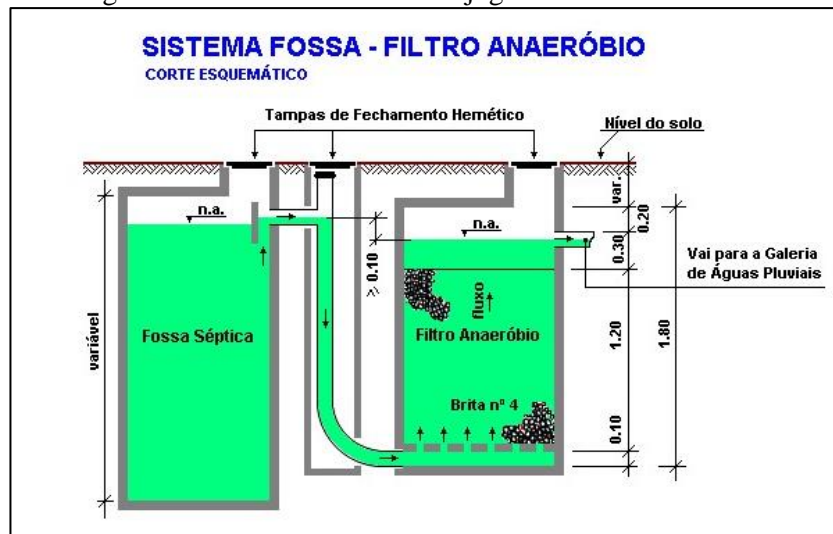 SISTEMA FOSSA - FILTRO ANAERÓBIO
CORTE ESQUEMÁTICO
Tampas de Fechamento Hemético
Nível do solo
n.a.
n.a.
var.
0.20
0.30
≥ 0.10
Vai para a Galeria
de Águas Pluviais
variável
Fossa Séptica
fluxo
Filtro Anaeróbio
1.20
1.80
Brita nº 4
0.10